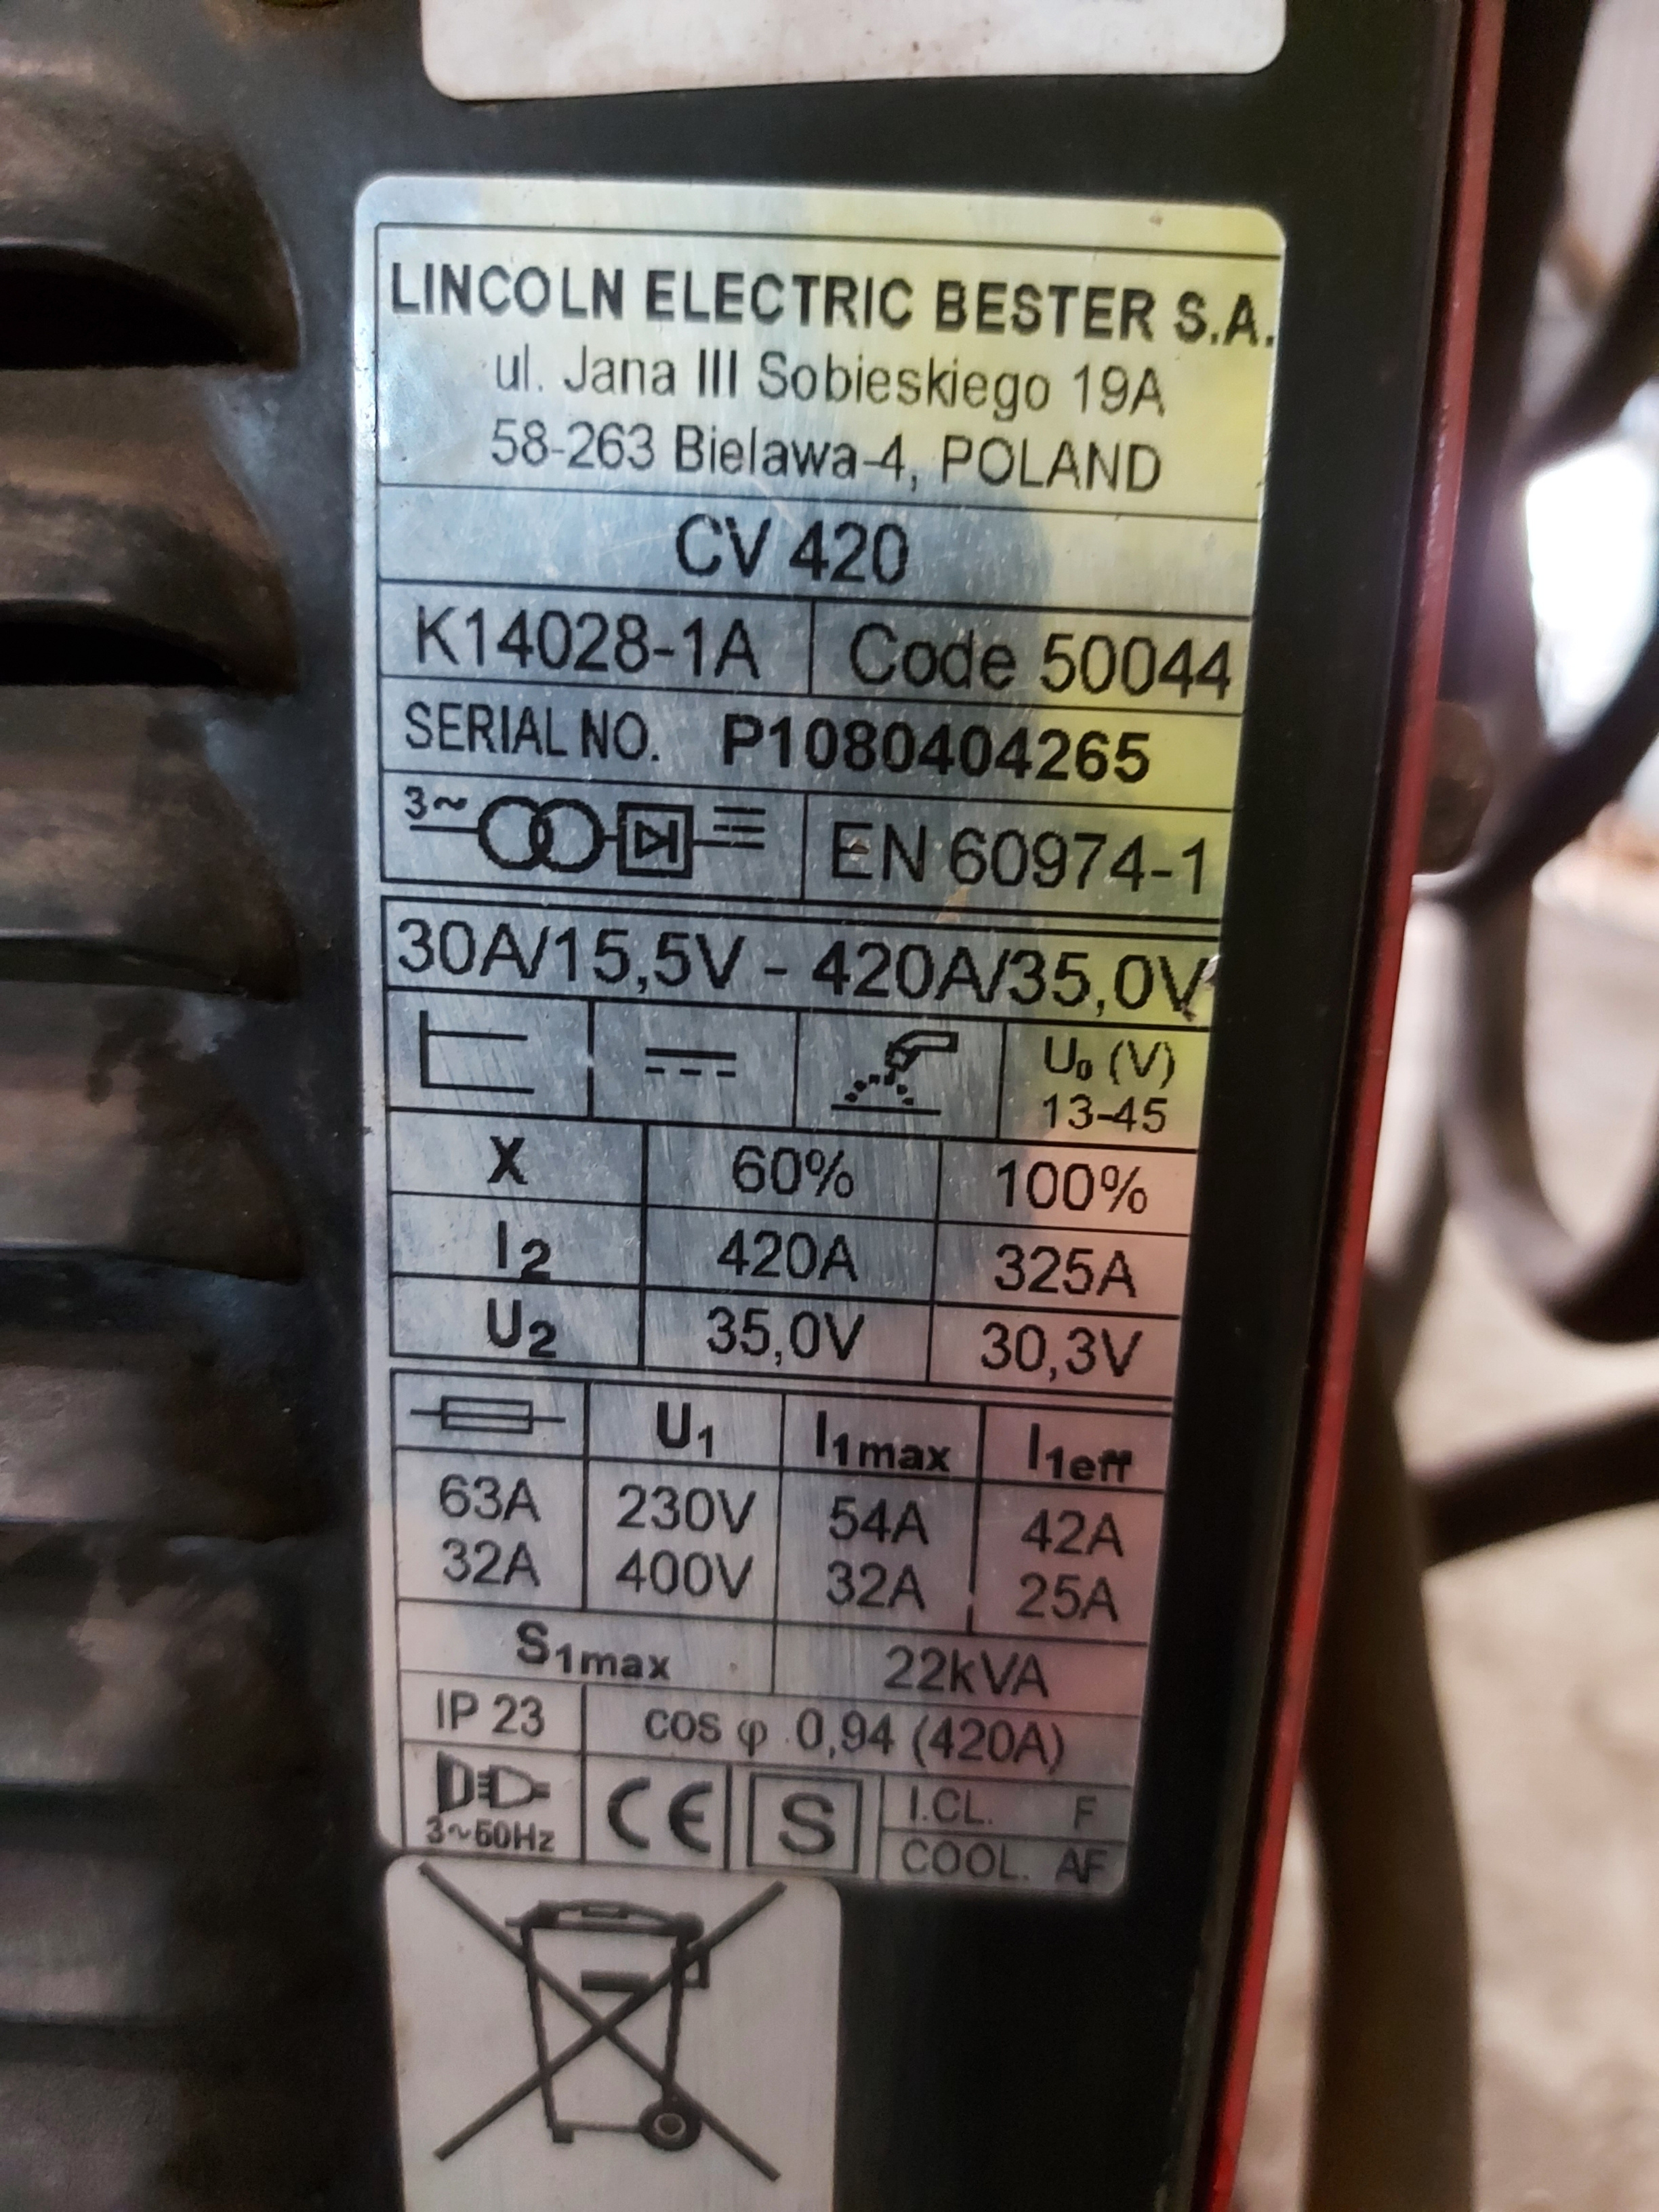 LINCOLN ELECTRIC BESTER S.A.
ul. Jana III Sobieskiego 19A
58-263 Bielawa-4, POLAND
CV 420
K14028-1A Code 50044
SERIAL NO. P1080404265
3~ EN 60974-1
30A/15,5V - 420A/35,0V
U₀ (V)
13-45
X 60% 100%
I₂ 420A 325A
U₂ 35,0V 30,3V
U₁ I₁max I₁eff
63A 230V 54A 42A
32A 400V 32A 25A
S₁max 22kVA
IP 23 cos φ 0,94 (420A)
3~50Hz CE S I.CL. F
COOL. AF